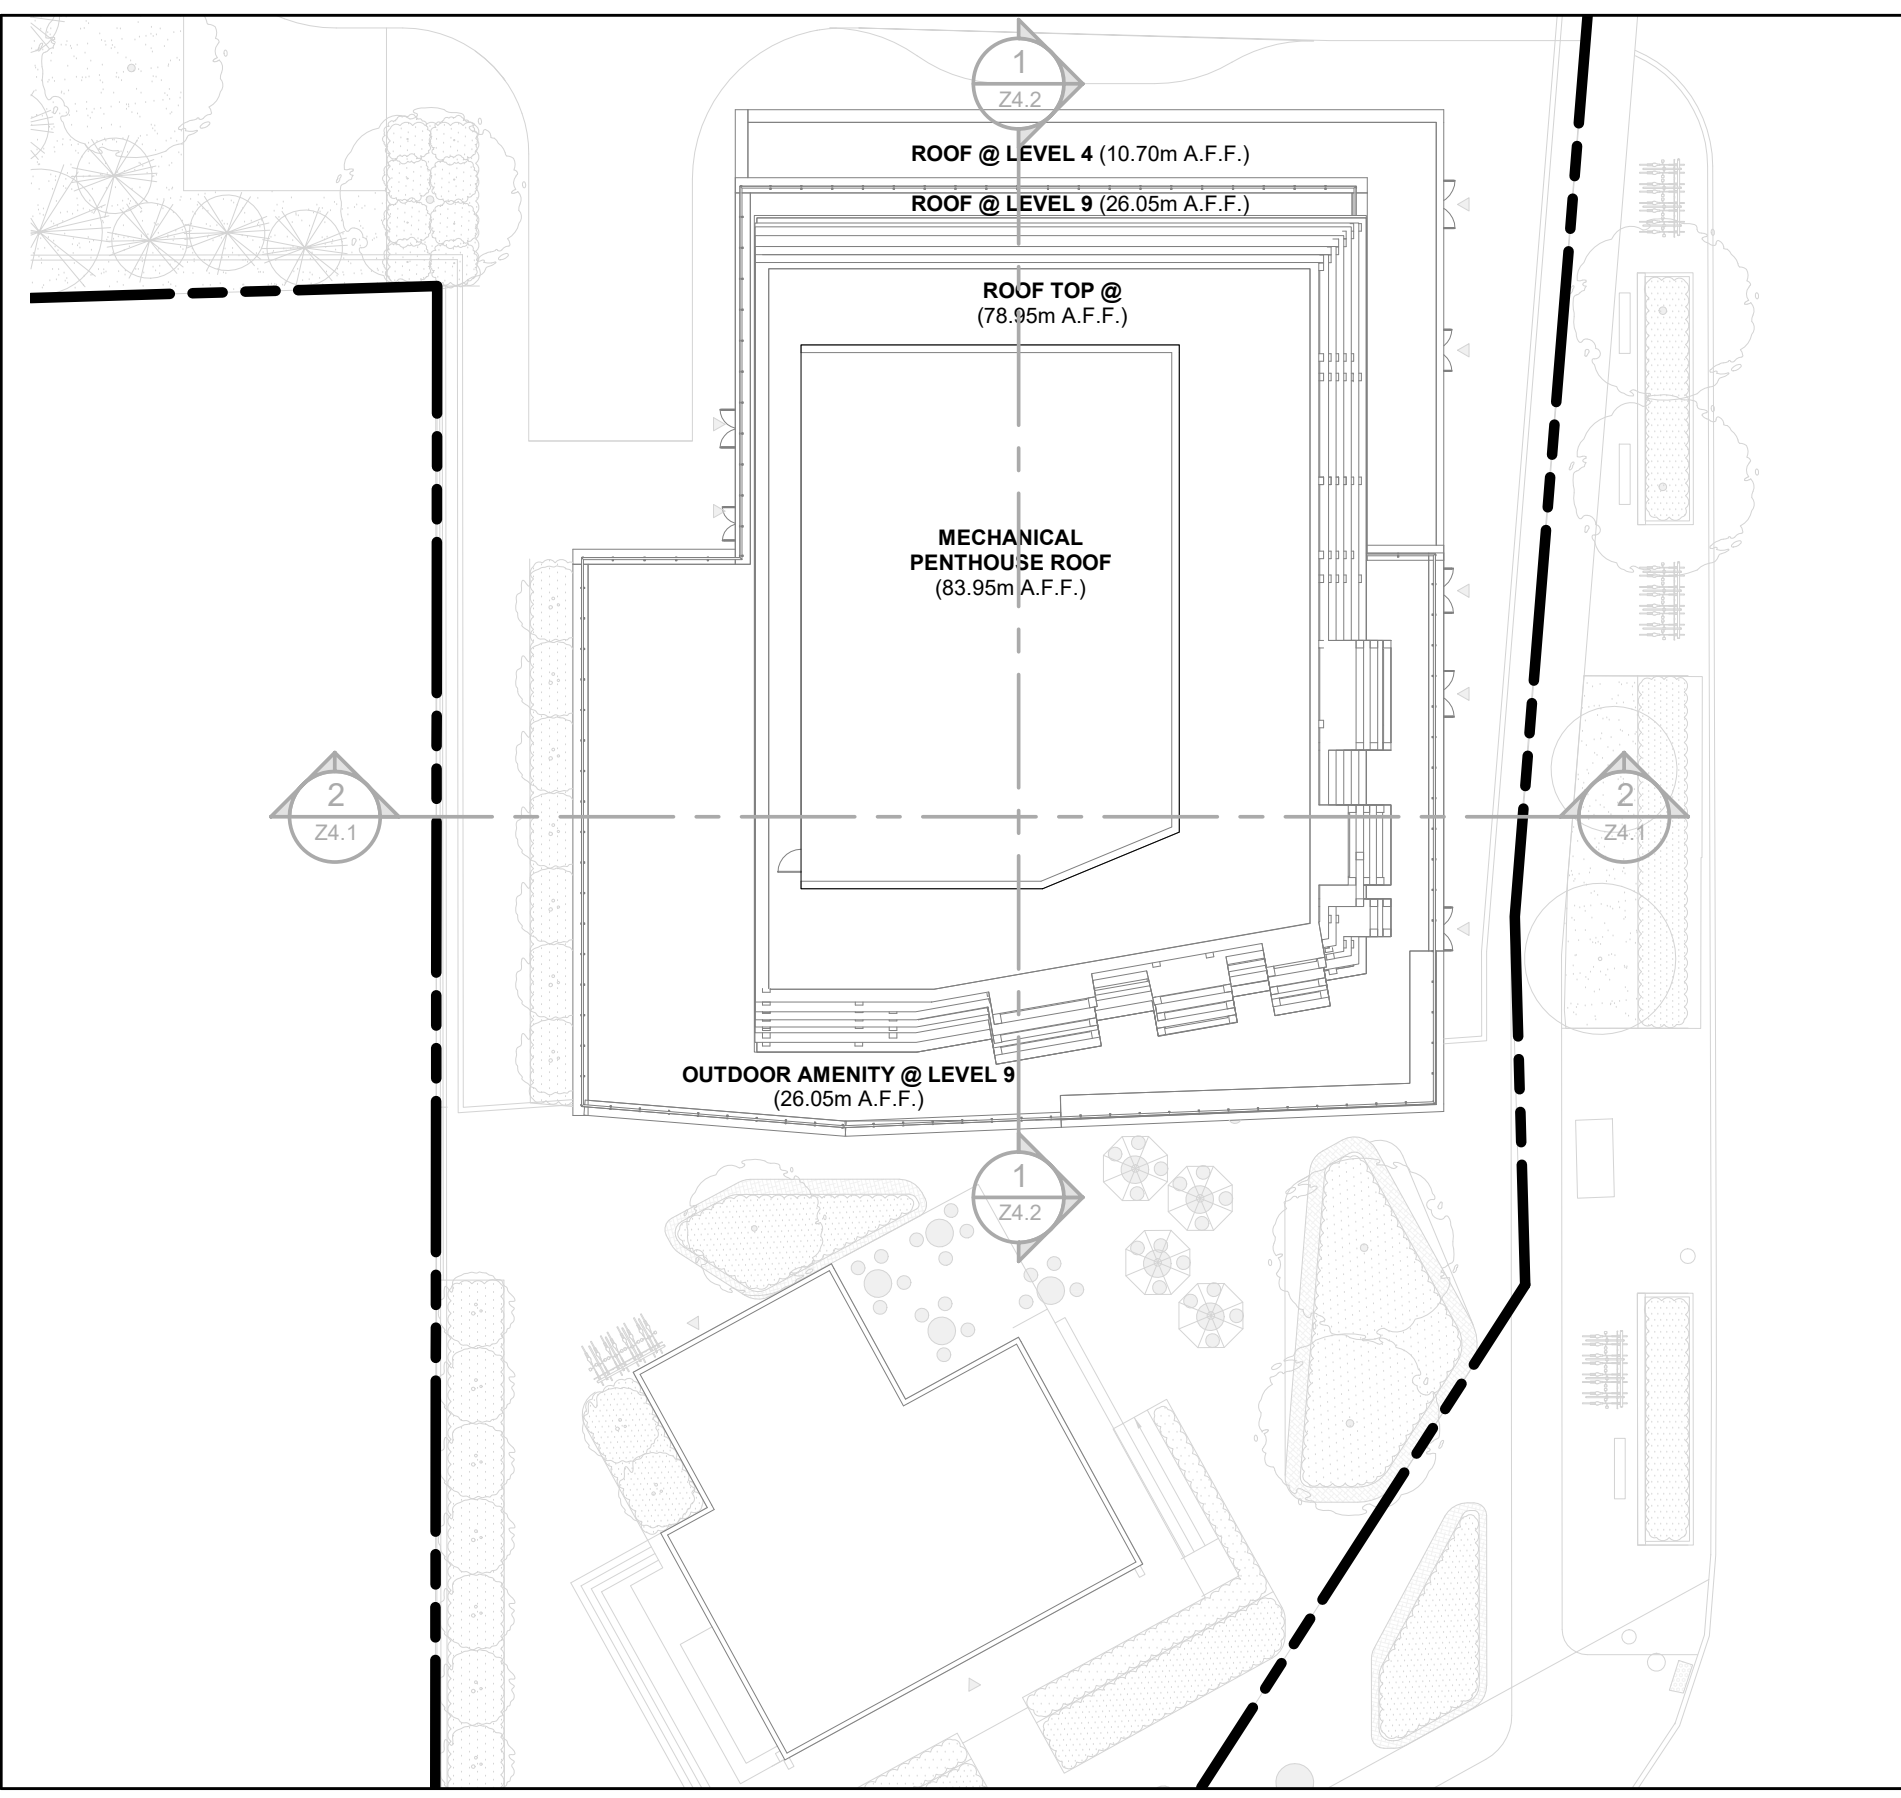 1
Z4.2
ROOF @ LEVEL 4 (10.70m A.F.F.)
ROOF @ LEVEL 9 (26.05m A.F.F.)
ROOF TOP @
(78.95m A.F.F.)
MECHANICAL
PENTHOUSE ROOF
(83.95m A.F.F.)
2
Z4.1
2
Z4.1
OUTDOOR AMENITY @ LEVEL 9
(26.05m A.F.F.)
1
Z4.2